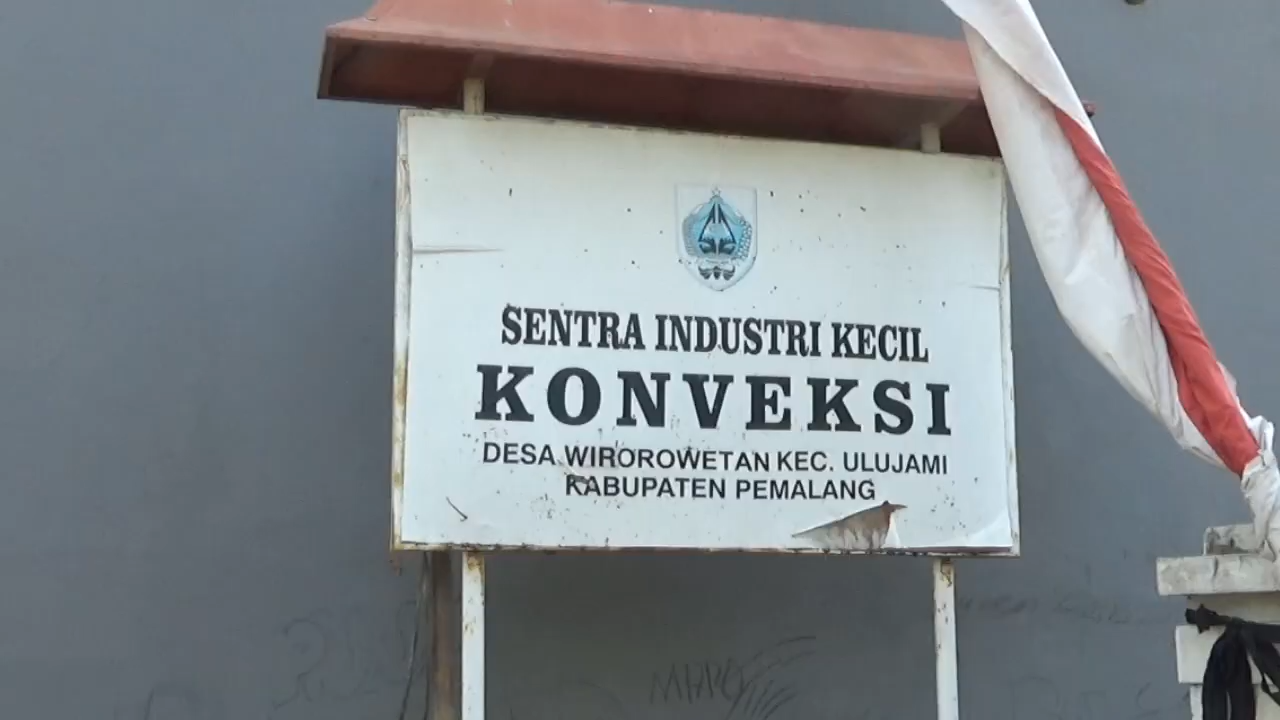 SENTRA INDUSTRI KECIL
KONVEKSI
DESA WIROROWETAN KEC. ULUJAMI
KABUPATEN PEMALANG